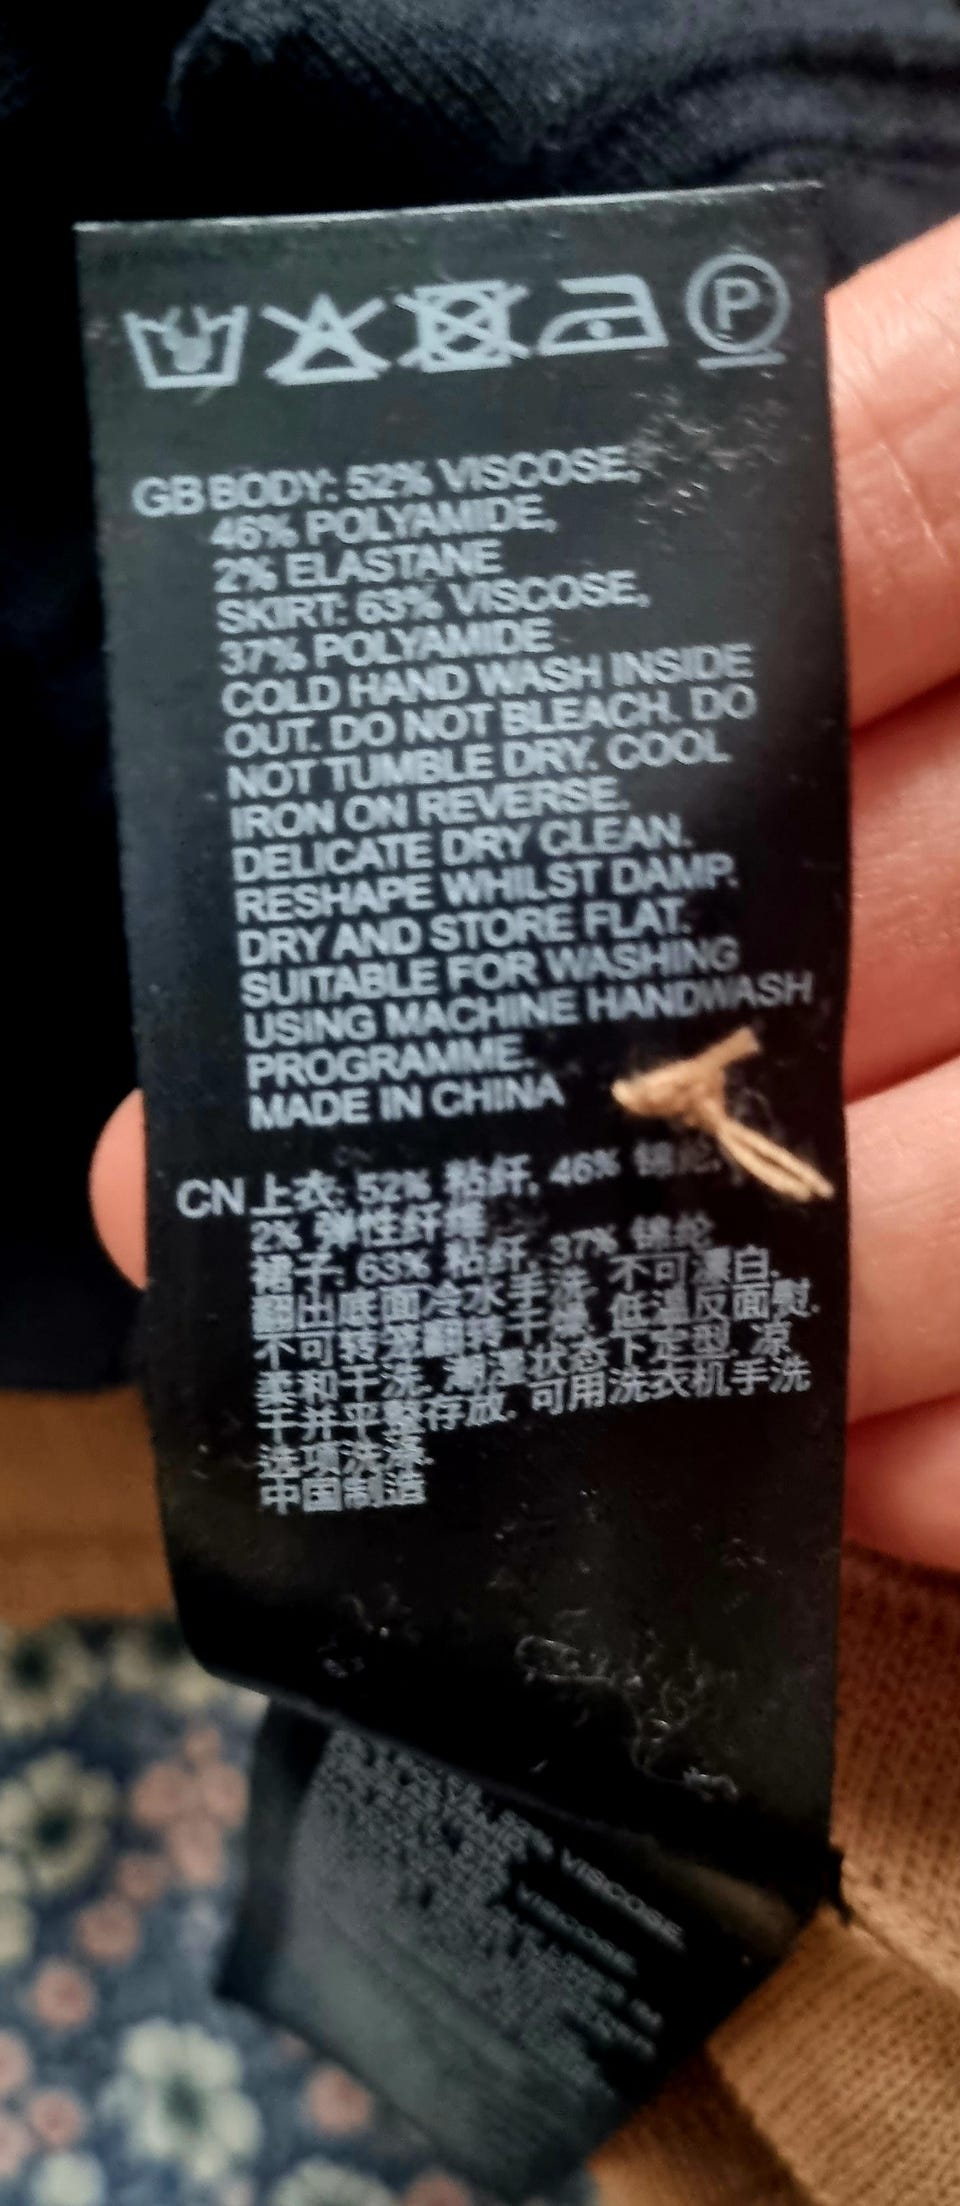 P
GB BODY: 52% VISCOSE,
46% POLYAMIDE,
2% ELASTANE
SKIRT: 63% VISCOSE,
37% POLYAMIDE
COLD HAND WASH INSIDE
OUT. DO NOT BLEACH. DO
NOT TUMBLE DRY. COOL
IRON ON REVERSE.
DELICATE DRY CLEAN.
RESHAPE WHILST DAMP.
DRY AND STORE FLAT.
SUITABLE FOR WASHING
USING MACHINE HANDWASH
PROGRAMME.
MADE IN CHINA
CN 上衣: 52% 粘纤, 46% 锦纶,
2% 弹性纤维
裙子: 63% 粘纤, 37% 锦纶
翻出底面冷水手洗. 不可漂白.
不可转笼翻转干燥. 低温反面熨.
柔和干洗. 潮湿状态下定型. 凉
干并平整存放. 可用洗衣机手洗
选项洗涤.
中国制造
VISCOSE
VISCOSE